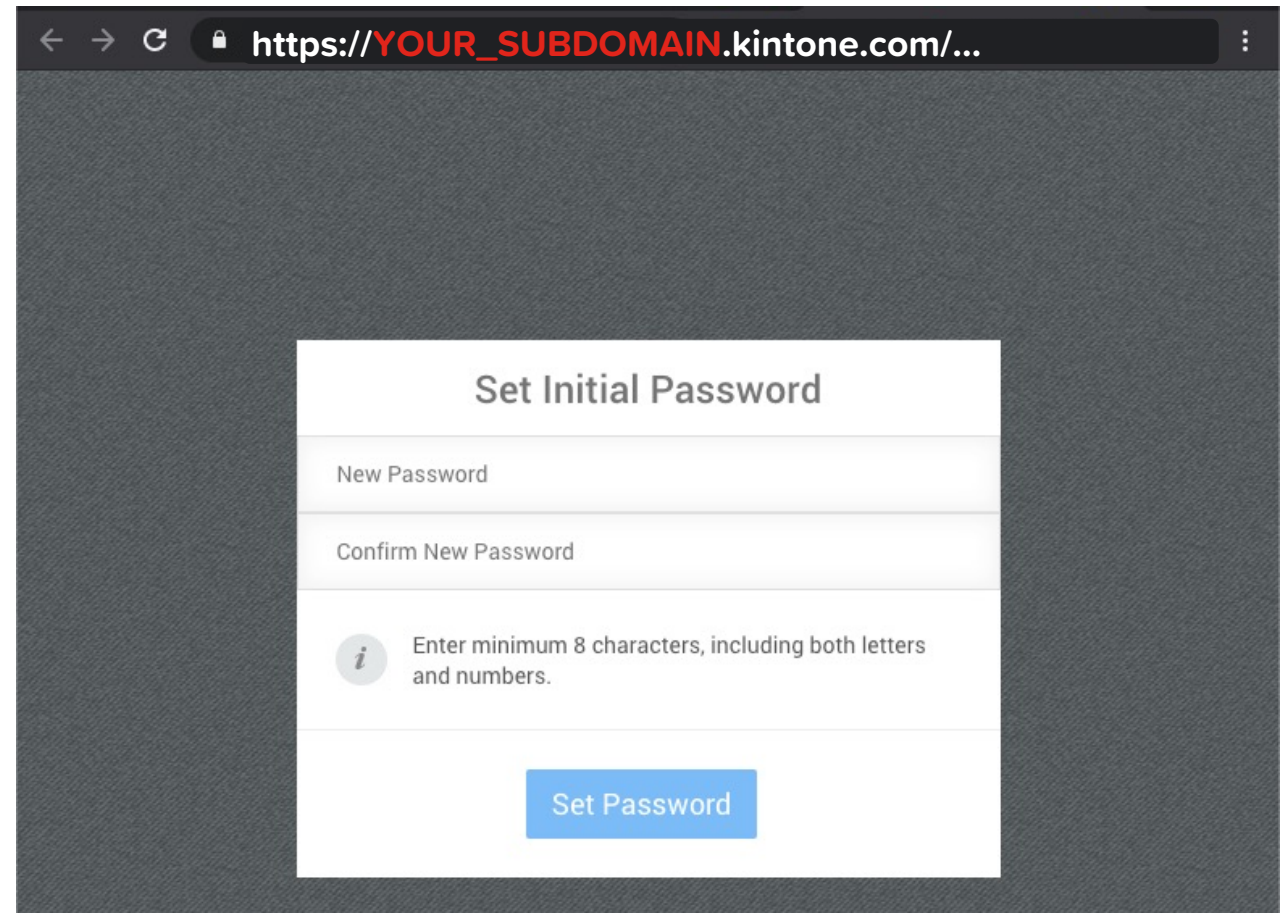 https://YOUR_SUBDOMAIN.kintone.com/...
Set Initial Password
New Password
Confirm New Password
i
Enter minimum 8 characters, including both letters
and numbers.
Set Password